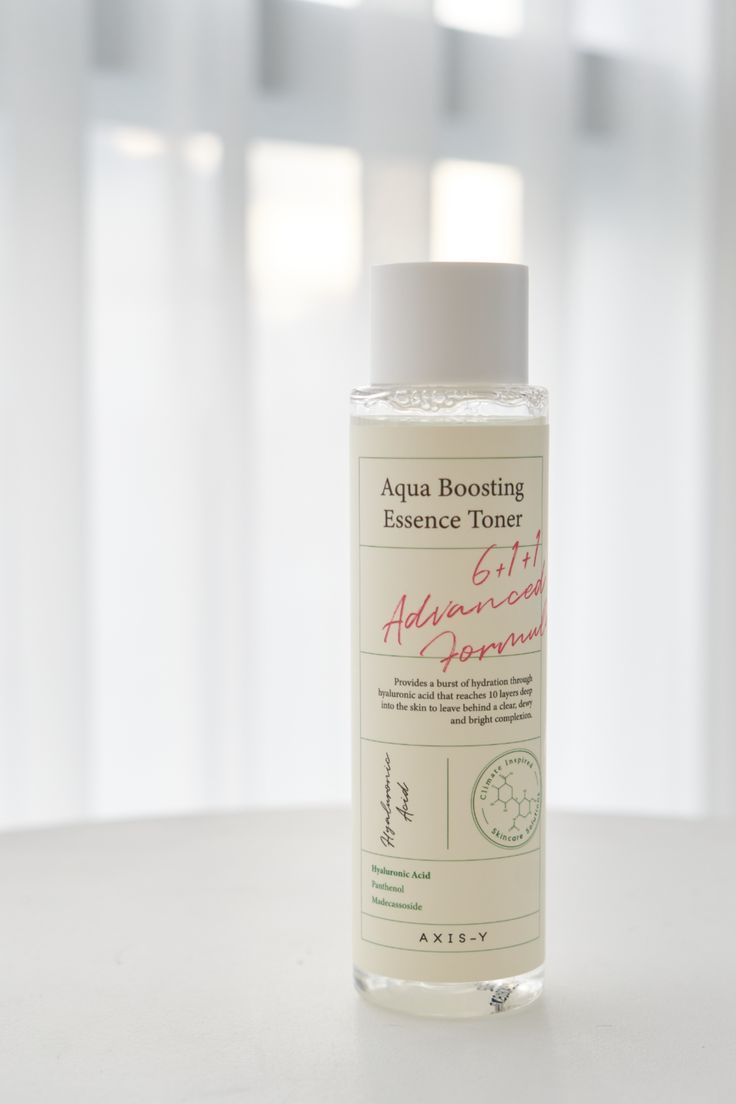 Aqua Boosting
Essence Toner
6+1+1
Advanced
Formul
Provides a burst of hydration through
hyaluronic acid that reaches 10 layers deep
into the skin to leave behind a clear, dewy
and bright complexion.
Hyaluronic
Acid
Climate Inspired
Skincare Solutions
Hyaluronic Acid
Panthenol
Madecassoside
AXIS-Y